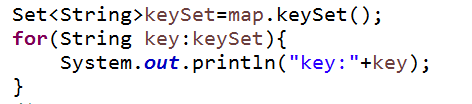 Set<String>keySet=map.keySet();
for(String key:keySet){
    System.out.println("key:"+key);
}